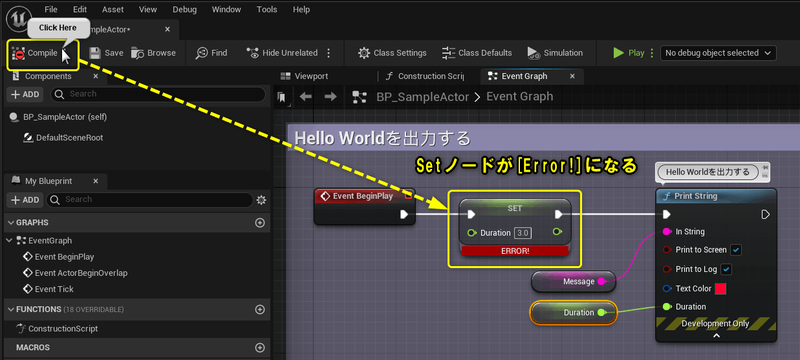 File Edit Asset View Debug Window Tools Help
Click Here
mpleActor•
Compile Save Browse Find Hide Unrelated Class Settings Class Defaults Simulation Play No debug object selected
Components
ADD Search
BP_SampleActor (self)
DefaultSceneRoot
My Blueprint
ADD Search
GRAPHS
EventGraph
Event BeginPlay
Event ActorBeginOverlap
Event Tick
FUNCTIONS (18 OVERRIDABLE)
ConstructionScript
MACROS
Viewport Construction Scrip Event Graph
BP_SampleActor > Event Graph
Hello Worldを出力する
Setノードが[Error!]になる
Event BeginPlay
SET
Duration 3.0
ERROR!
Message
Duration
Hello Worldを出力する
Print String
In String
Print to Screen
Print to Log
Text Color
Duration
Development Only